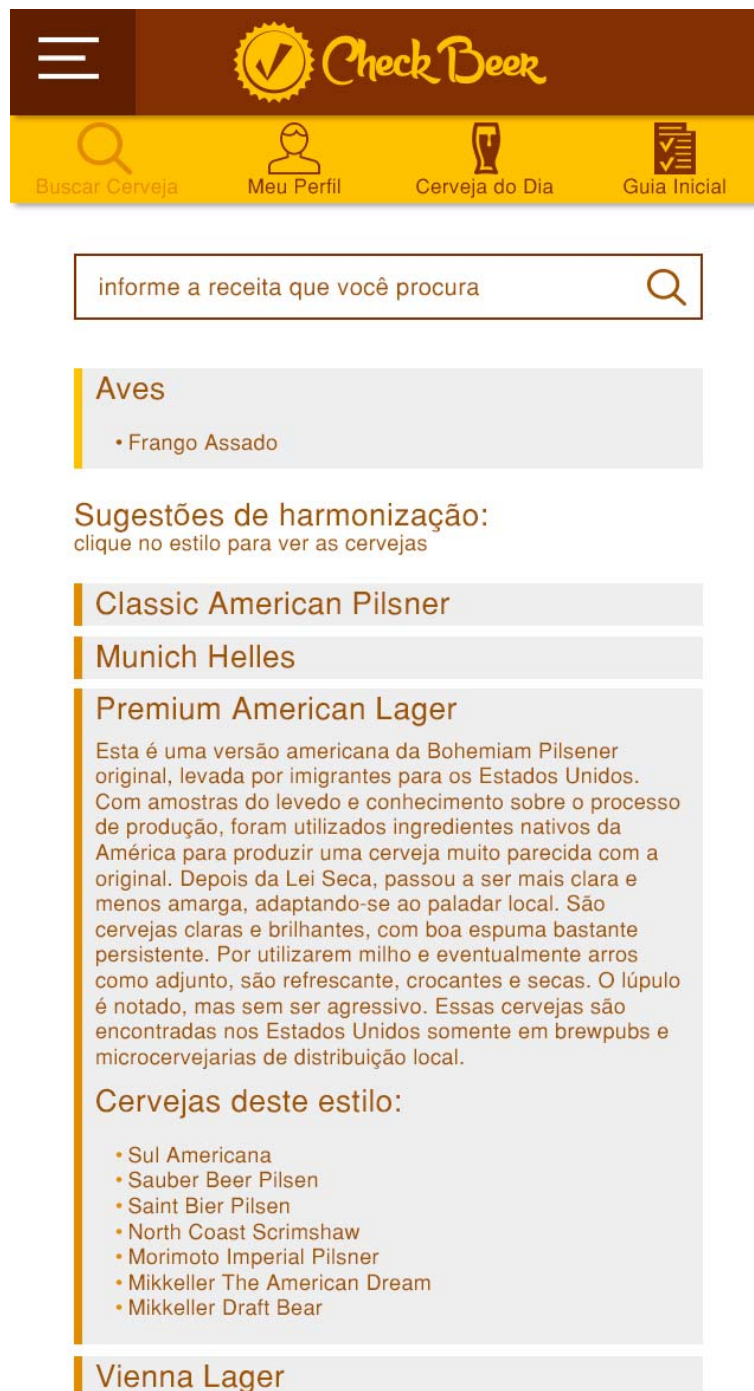 Check Beer
Buscar Cerveja
Meu Perfil
Cerveja do Dia
Guia Inicial
informe a receita que você procura
Aves
• Frango Assado
Sugestões de harmonização:
clique no estilo para ver as cervejas
Classic American Pilsner
Munich Helles
Premium American Lager
Esta é uma versão americana da Bohemiam Pilsener
original, levada por imigrantes para os Estados Unidos.
Com amostras do levedo e conhecimento sobre o processo
de produção, foram utilizados ingredientes nativos da
América para produzir uma cerveja muito parecida com a
original. Depois da Lei Seca, passou a ser mais clara e
menos amarga, adaptando-se ao paladar local. São
cervejas claras e brilhantes, com boa espuma bastante
persistente. Por utilizarem milho e eventualmente arros
como adjunto, são refrescante, crocantes e secas. O lúpulo
é notado, mas sem ser agressivo. Essas cervejas são
encontradas nos Estados Unidos somente em brewpubs e
microcervejarias de distribuição local.
Cervejas deste estilo:
• Sul Americana
• Sauber Beer Pilsen
• Saint Bier Pilsen
• North Coast Scrimshaw
• Morimoto Imperial Pilsner
• Mikkeller The American Dream
• Mikkeller Draft Bear
Vienna Lager